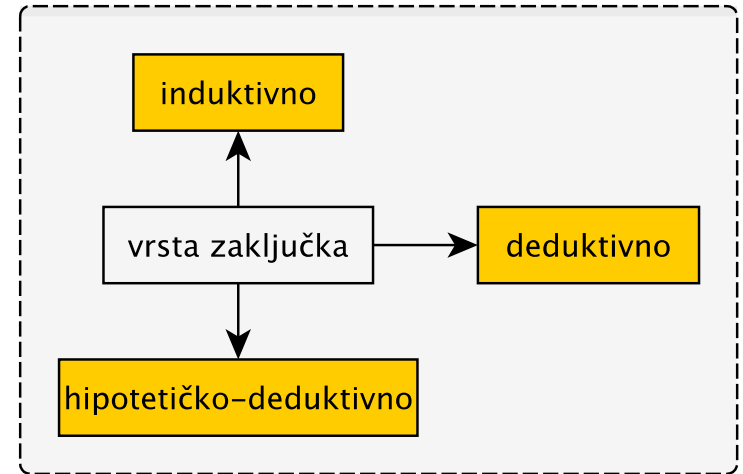 induktivno
vrsta zaključka
deduktivno
hipotetičko-deduktivno